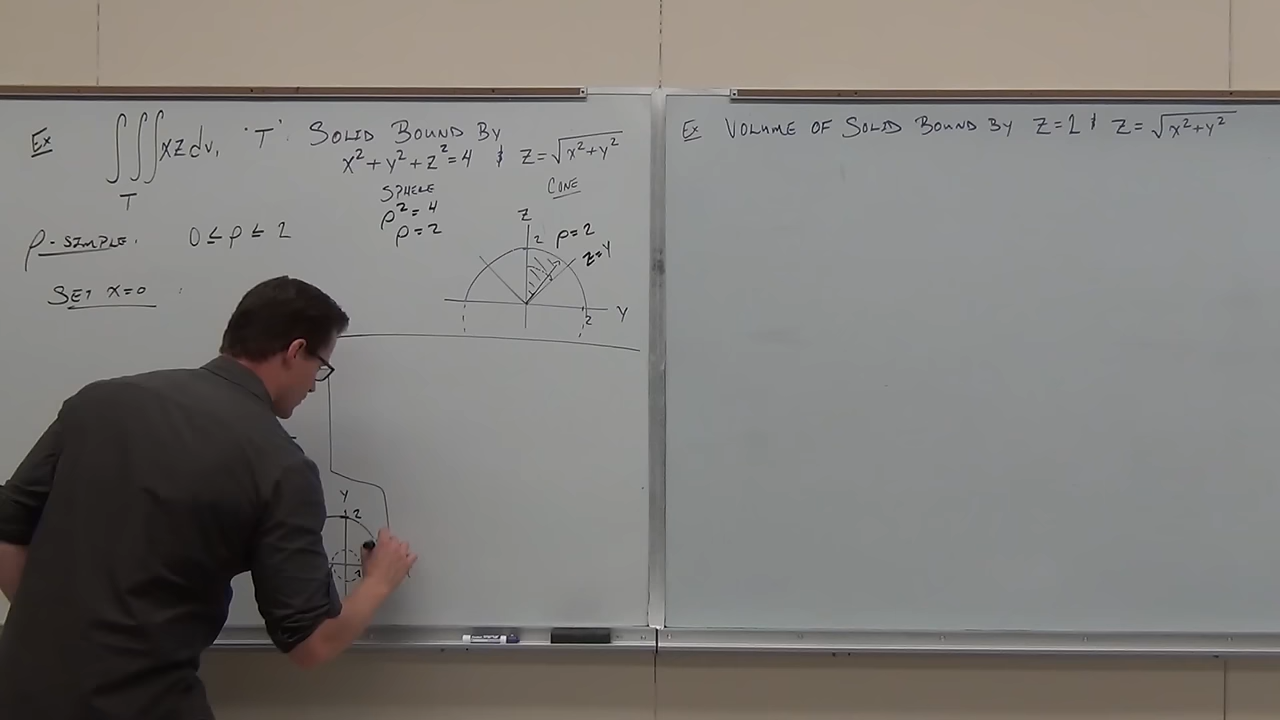 Ex ∫∫∫ xz dv, 'T': SOLID BOUND BY
T
x² + y² + z² = 4 & z = √x² + y²
SPHERE
ρ² = 4
ρ = 2
CONE
ρ-SIMPLE. 0 ≤ ρ ≤ 2
SET X=0 :
Z
2
ρ = 2
Z=Y
Y
2
Y
2
Ex VOLUME OF SOLID BOUND BY Z=1 & Z = √x² + y²